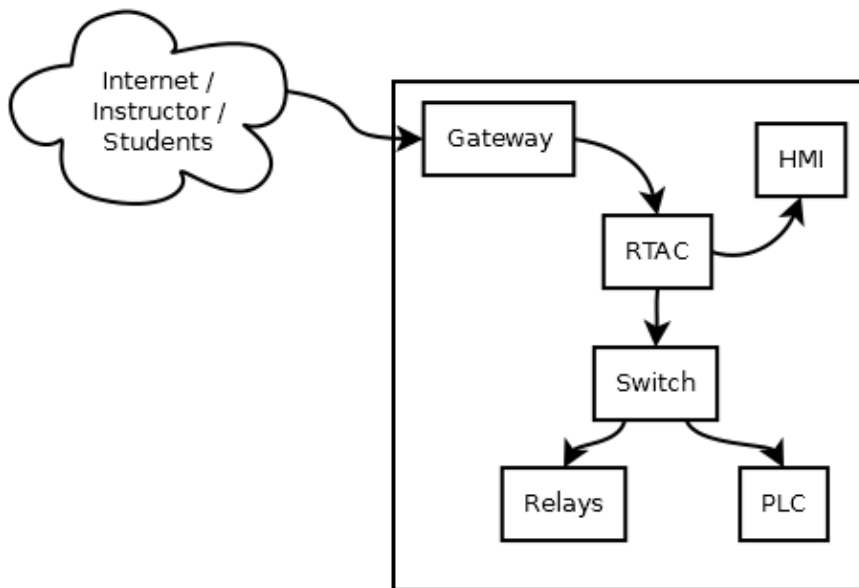 Internet /
Instructor /
Students
Gateway
HMI
RTAC
Switch
Relays
PLC